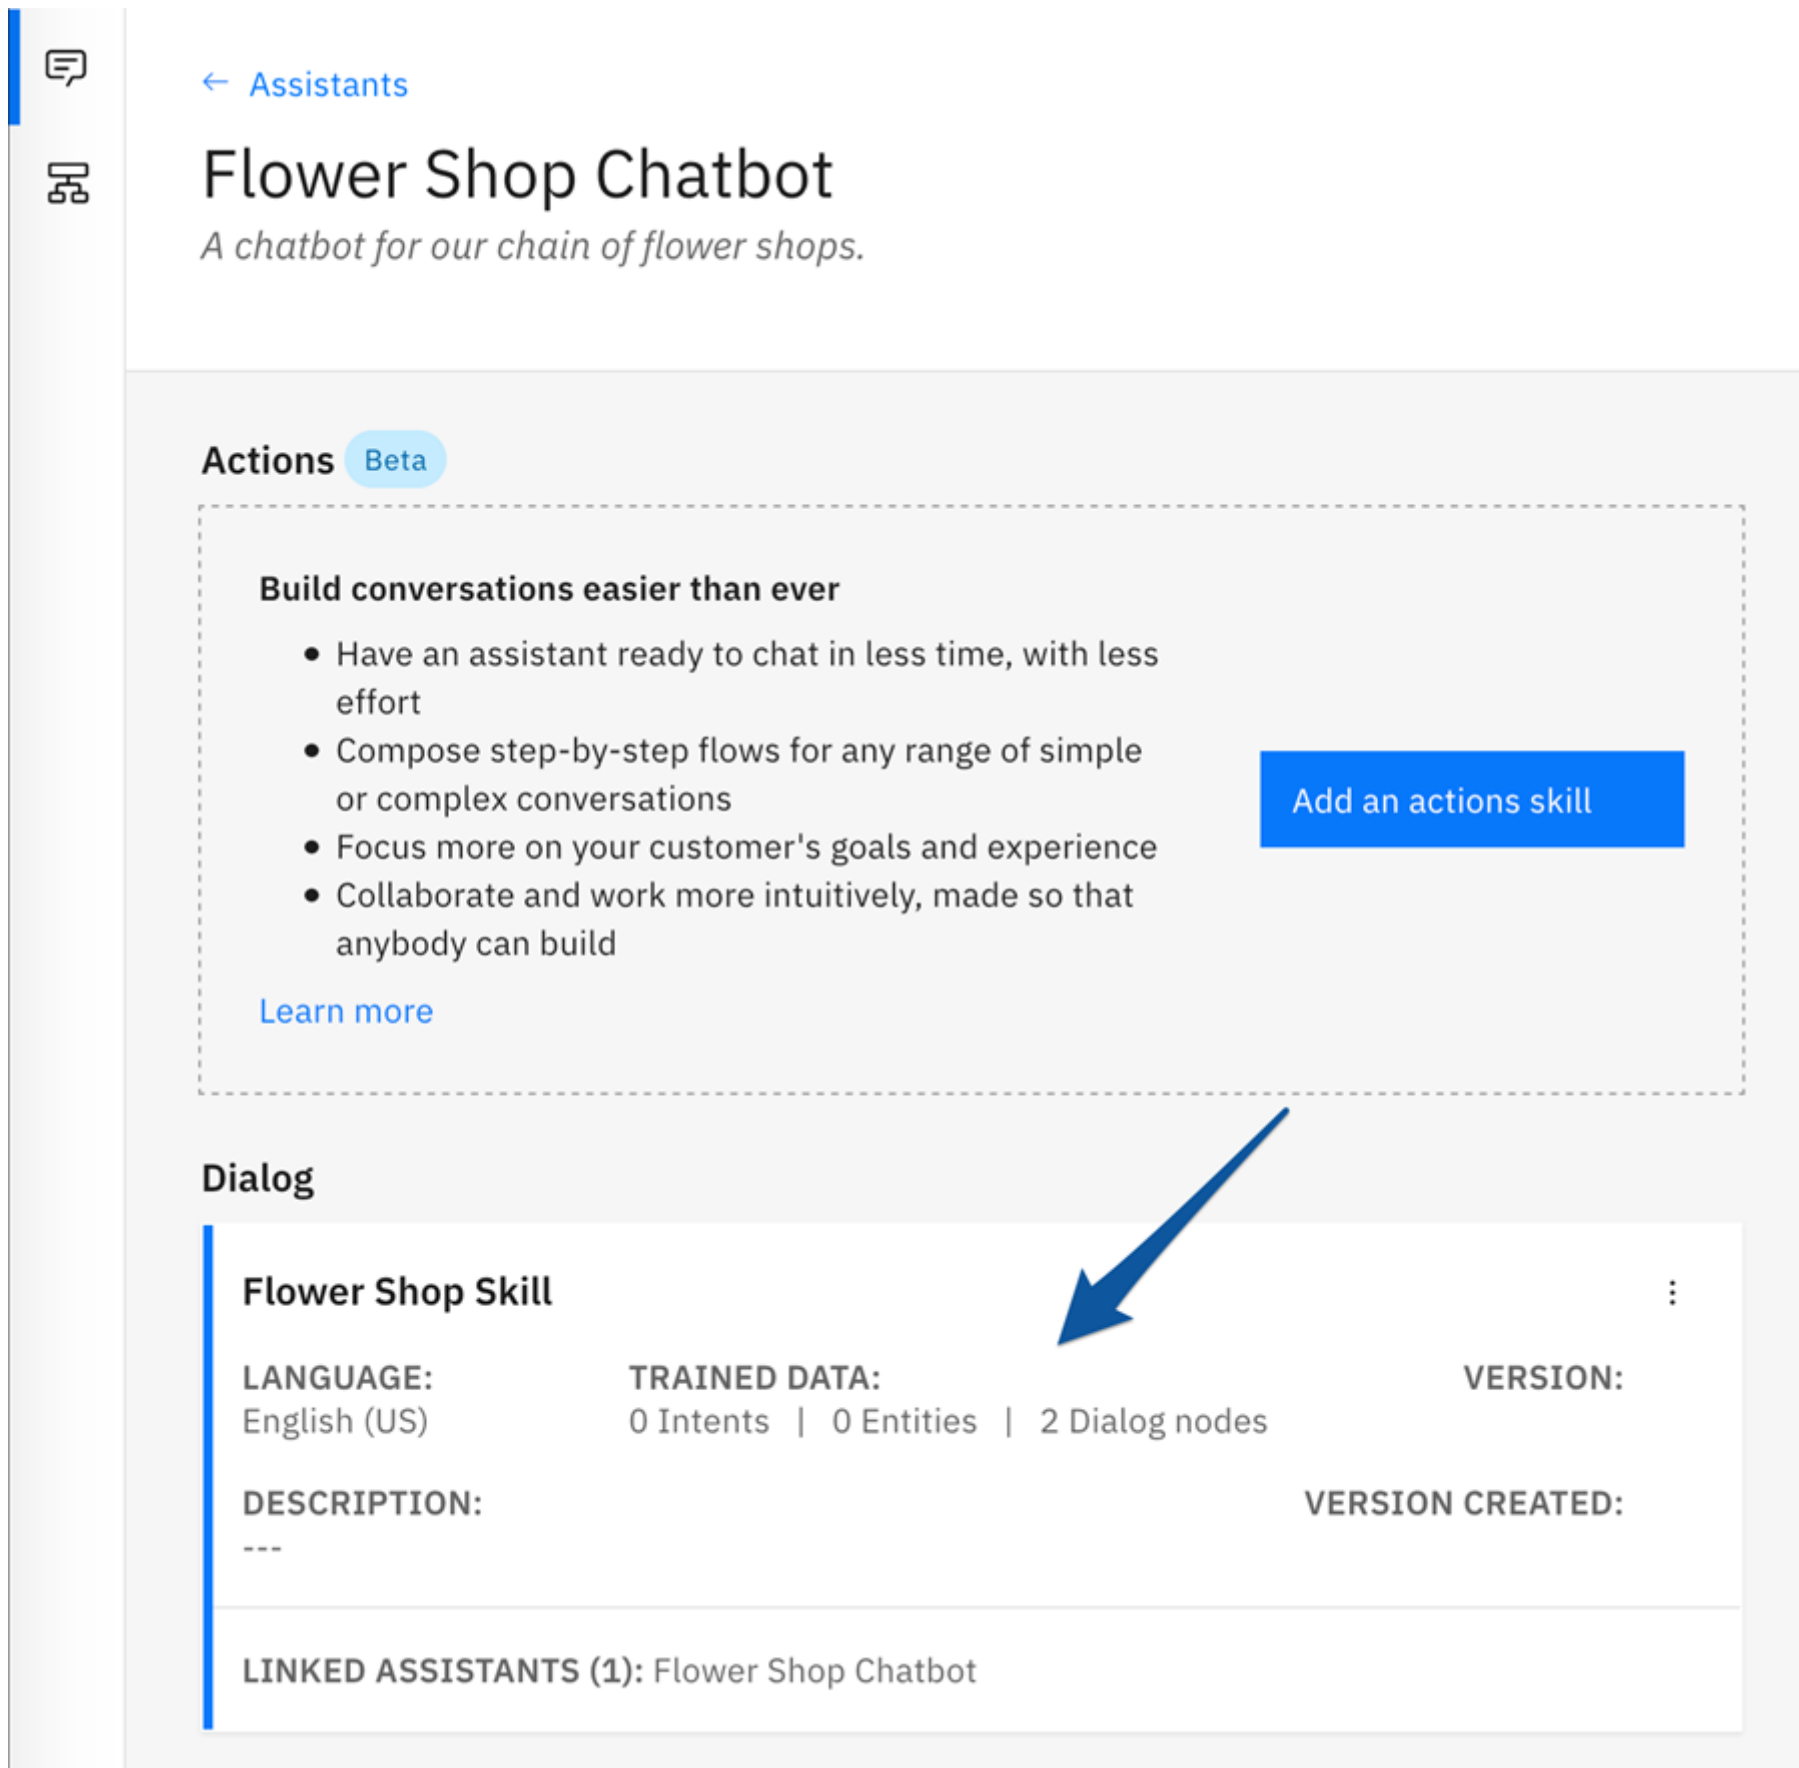 ← Assistants
Flower Shop Chatbot
A chatbot for our chain of flower shops.
Actions Beta
Build conversations easier than ever
● Have an assistant ready to chat in less time, with less
effort
● Compose step-by-step flows for any range of simple
or complex conversations
● Focus more on your customer's goals and experience
● Collaborate and work more intuitively, made so that
anybody can build
Add an actions skill
Learn more
Dialog
Flower Shop Skill
LANGUAGE: TRAINED DATA: VERSION:
English (US) 0 Intents | 0 Entities | 2 Dialog nodes
DESCRIPTION: VERSION CREATED:
---
LINKED ASSISTANTS (1): Flower Shop Chatbot